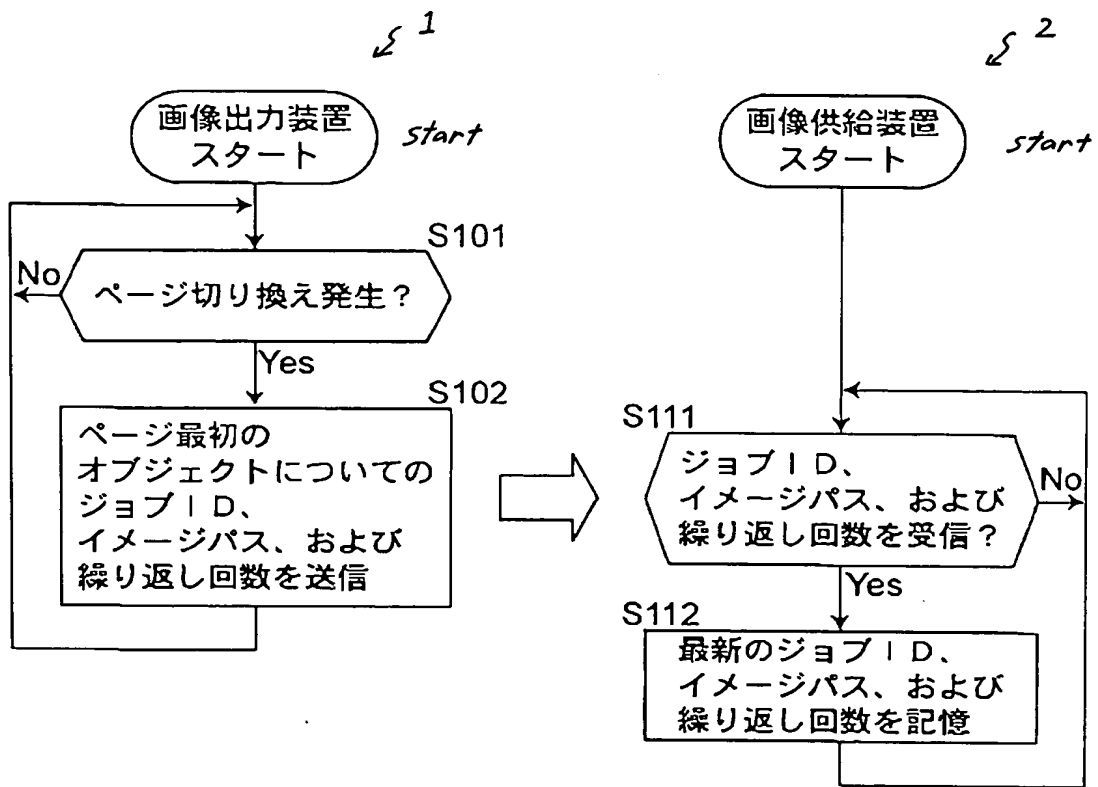 1
画像出力装置
スタート
start
S101
ページ切り換え発生？
No
Yes
S102
ページ最初の
オブジェクトについての
ジョブＩＤ、
イメージパス、および
繰り返し回数を送信
2
画像供給装置
スタート
start
S111
ジョブＩＤ、
イメージパス、および
繰り返し回数を受信？
No
Yes
S112
最新のジョブＩＤ、
イメージパス、および
繰り返し回数を記憶